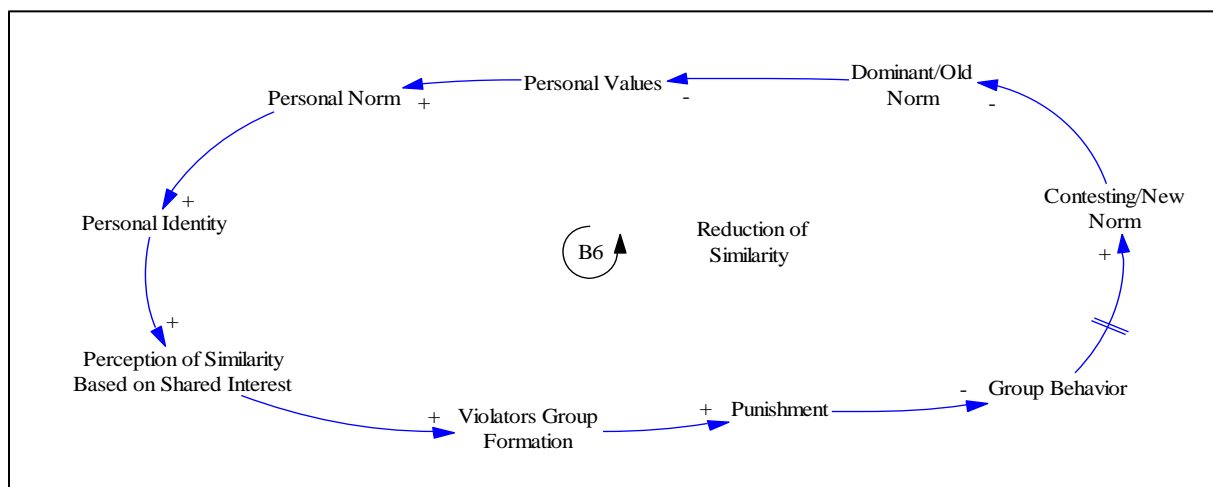 Personal Values
Dominant/Old
Norm
Personal Norm
+
-
-
Personal Identity
+
Contesting/New
Norm
+
B6
Reduction of
Similarity
+
Perception of Similarity
Based on Shared Interest
+
Violators Group
Formation
+
Punishment
-
Group Behavior